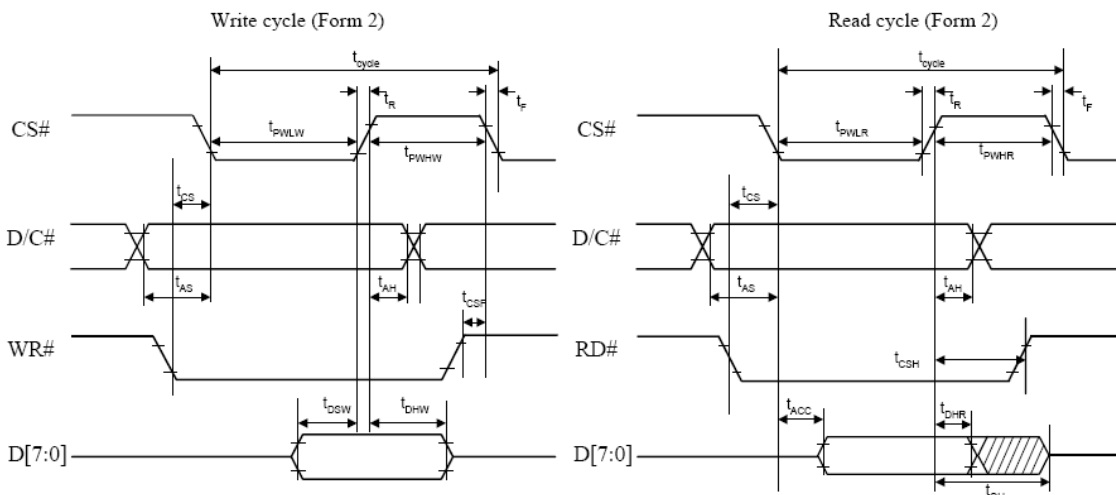 Write cycle (Form 2)
Read cycle (Form 2)
tcycle
tR
tF
CS#
tPWLW
tPWHW
tCS
D/C#
tAS
tAH
tCSF
WR#
tDSW
tDHW
D[7:0]
tcycle
tR
tF
CS#
tPWLR
tPWHR
tCS
D/C#
tAS
tAH
RD#
tCSH
tACC
tDHR
D[7:0]